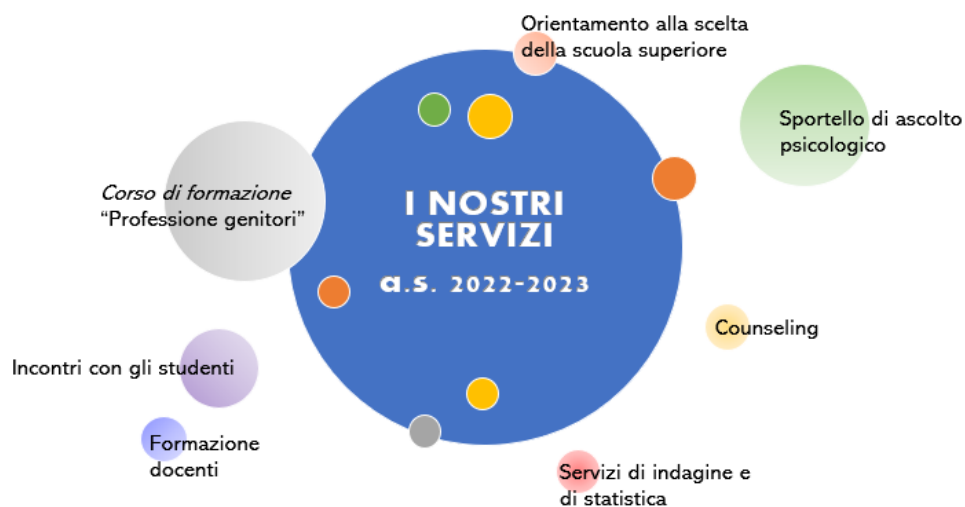 Orientamento alla scelta
della scuola superiore
Sportello di ascolto
psicologico
Corso di formazione
“Professione genitori”
I NOSTRI
SERVIZI
a.s. 2022-2023
Counseling
Incontri con gli studenti
Formazione
docenti
Servizi di indagine e
di statistica